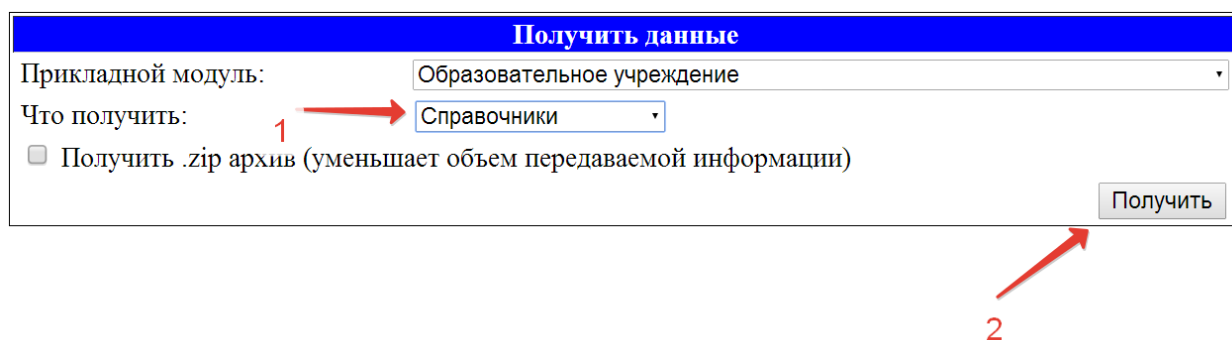 Получить данные
Прикладной модуль: Образовательное учреждение
Что получить: Справочники
1
Получить .zip архив (уменьшает объем передаваемой информации)
Получить
2